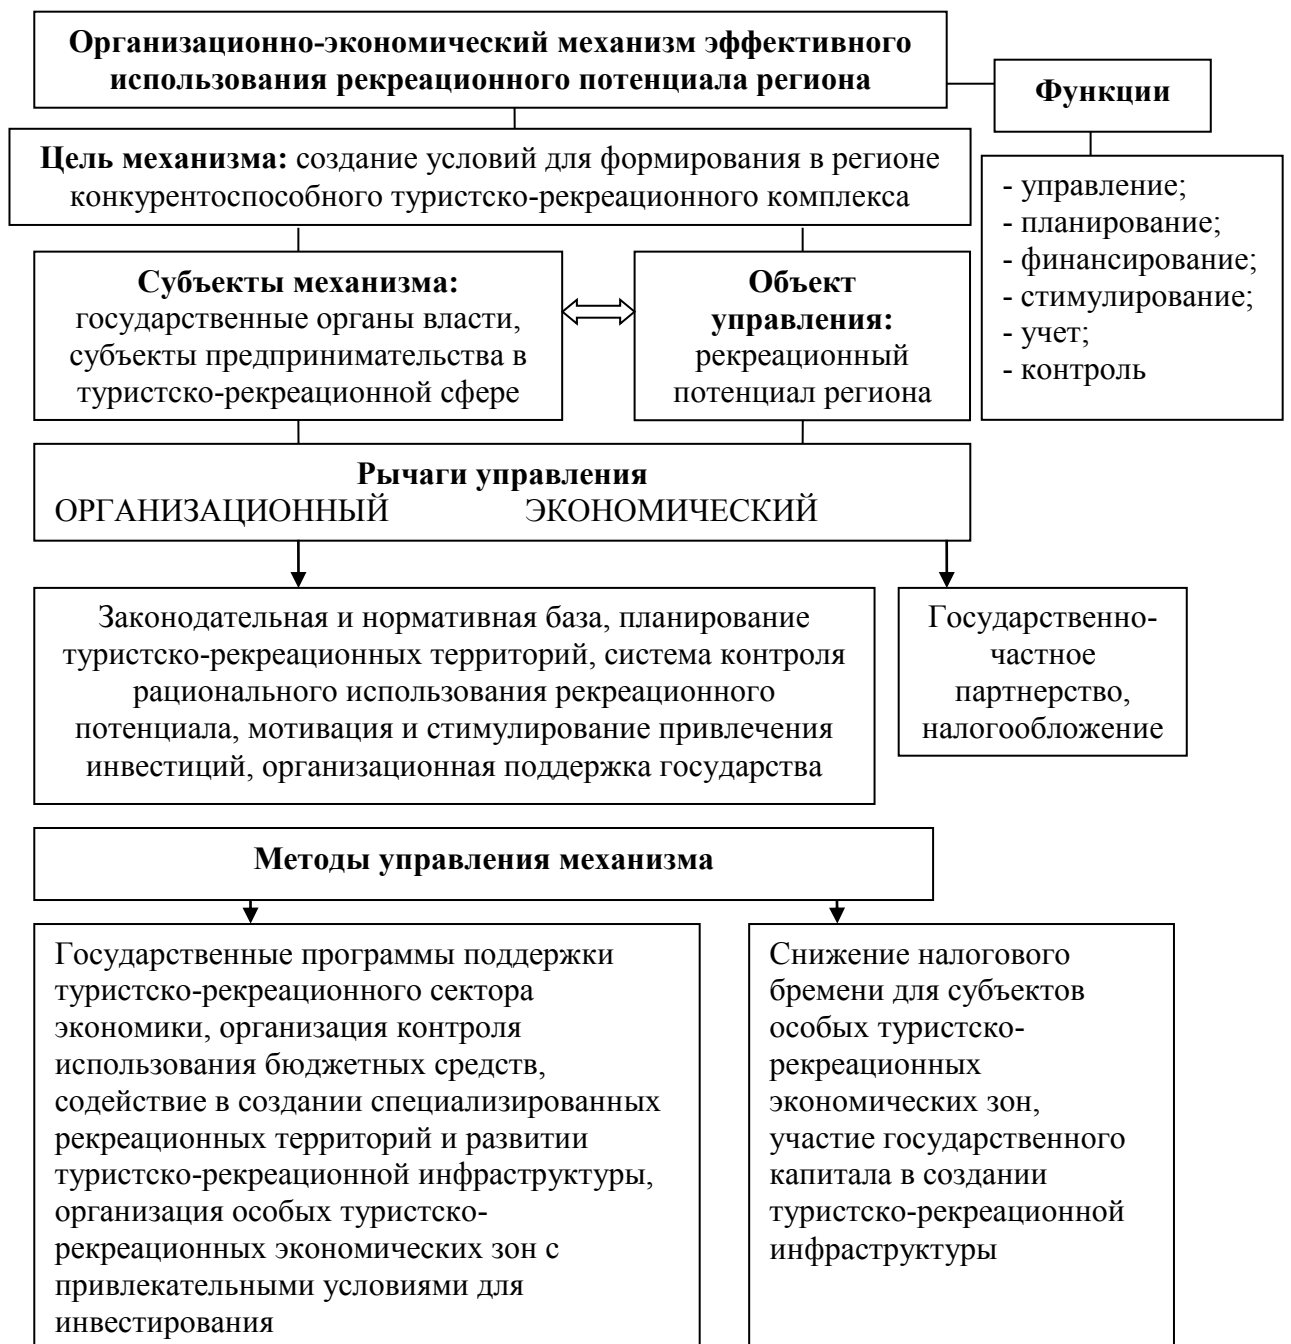 Организационно-экономический механизм эффективного
использования рекреационного потенциала региона
Функции
Цель механизма: создание условий для формирования в регионе
конкурентоспособного туристско-рекреационного комплекса
- управление;
- планирование;
- финансирование;
- стимулирование;
- учет;
- контроль
Субъекты механизма:
государственные органы власти,
субъекты предпринимательства в
туристско-рекреационной сфере
Объект
управления:
рекреационный
потенциал региона
Рычаги управления
ОРГАНИЗАЦИОННЫЙ ЭКОНОМИЧЕСКИЙ
Законодательная и нормативная база, планирование
туристско-рекреационных территорий, система контроля
рационального использования рекреационного
потенциала, мотивация и стимулирование привлечения
инвестиций, организационная поддержка государства
Государственно-
частное
партнерство,
налогообложение
Методы управления механизма
Государственные программы поддержки
туристско-рекреационного сектора
экономики, организация контроля
использования бюджетных средств,
содействие в создании специализированных
рекреационных территорий и развитии
туристско-рекреационной инфраструктуры,
организация особых туристско-
рекреационных экономических зон с
привлекательными условиями для
инвестирования
Снижение налогового
бремени для субъектов
особых туристско-
рекреационных
экономических зон,
участие государственного
капитала в создании
туристско-рекреационной
инфраструктуры